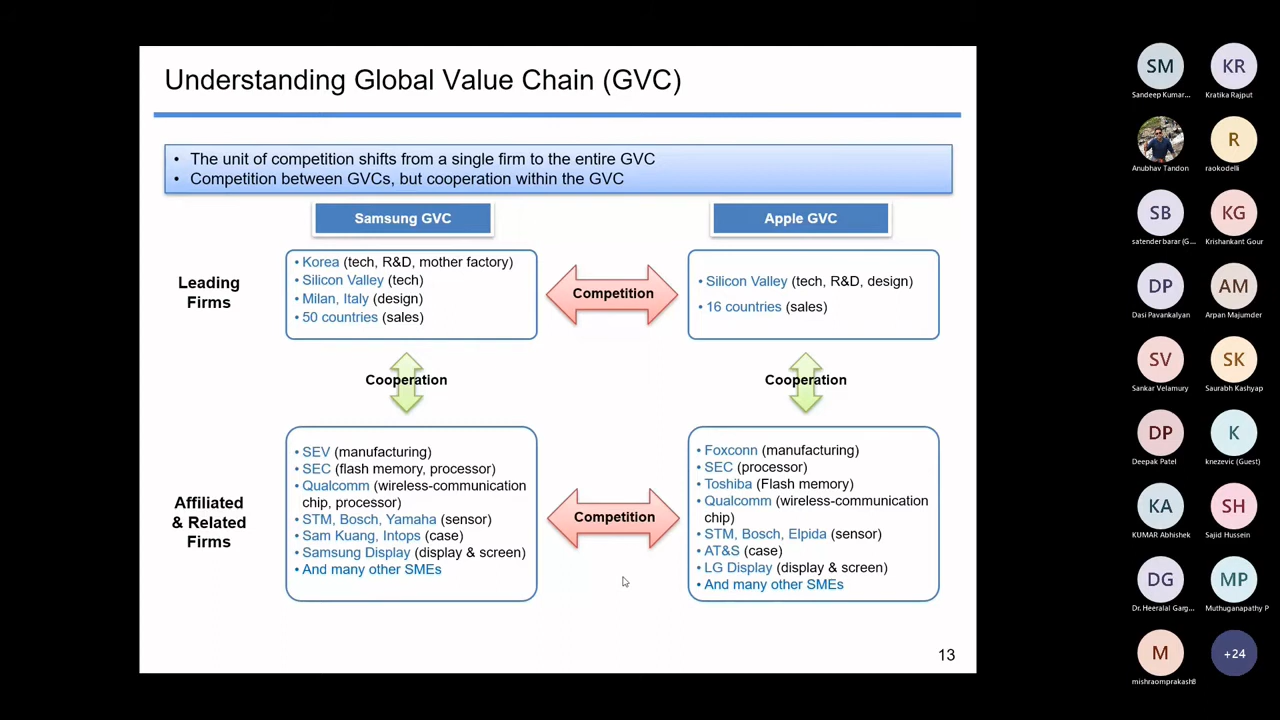 Understanding Global Value Chain (GVC)
• The unit of competition shifts from a single firm to the entire GVC
• Competition between GVCs, but cooperation within the GVC
Samsung GVC
Apple GVC
Leading
Firms
• Korea (tech, R&D, mother factory)
• Silicon Valley (tech)
• Milan, Italy (design)
• 50 countries (sales)
Competition
• Silicon Valley (tech, R&D, design)
• 16 countries (sales)
Cooperation
Cooperation
Affiliated
& Related
Firms
• SEV (manufacturing)
• SEC (flash memory, processor)
• Qualcomm (wireless-communication
chip, processor)
• STM, Bosch, Yamaha (sensor)
• Sam Kuang, Intops (case)
• Samsung Display (display & screen)
• And many other SMEs
Competition
• Foxconn (manufacturing)
• SEC (processor)
• Toshiba (Flash memory)
• Qualcomm (wireless-communication
chip)
• STM, Bosch, Elpida (sensor)
• AT&S (case)
• LG Display (display & screen)
• And many other SMEs
13
SM
Sandeep Kumar...
KR
Kratika Rajput
Anubhav Tandon
R
raokodelli
SB
satender barar (G...
KG
Krishankant Gour
DP
Dasi Pavankalyan
AM
Arpan Majumder
SV
Sankar Velamury
SK
Saurabh Kashyap
DP
Deepak Patel
K
knezevic (Guest)
KA
KUMAR Abhishek
SH
Sajid Hussein
DG
Dr. Heeralal Garg...
MP
Muthuganapathy P
M
mishraomprakash8
+24